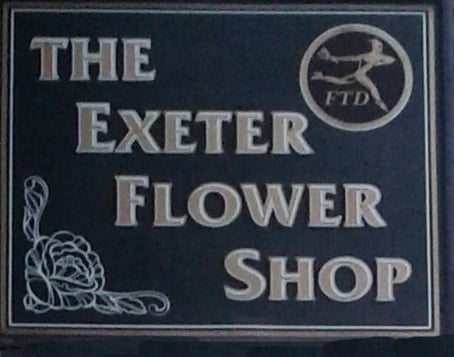 THE
FTD
EXETER
FLOWER
SHOP